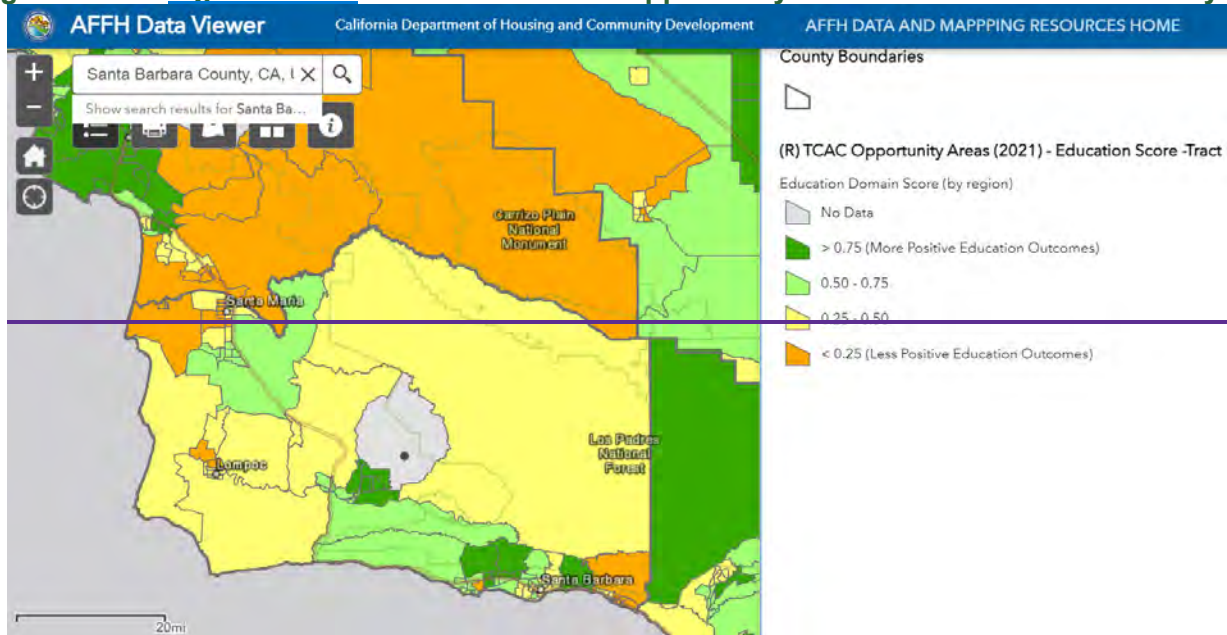 AFFH Data Viewer
California Department of Housing and Community Development
AFFH DATA AND MAPPPING RESOURCES HOME
+
Santa Barbara County, CA, U
Show search results for Santa Ba...
−
Carrizo Plain
National
Monument
Santa Maria
Lompoc
Los Padres
National
Forest
Santa Barbara
20mi
County Boundaries
(R) TCAC Opportunity Areas (2021) - Education Score -Tract
Education Domain Score (by region)
No Data
> 0.75 (More Positive Education Outcomes)
0.50 - 0.75
0.25 - 0.50
< 0.25 (Less Positive Education Outcomes)